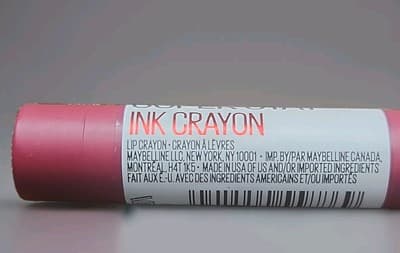 INK CRAYON
LIP CRAYON • CRAYON À LÈVRES
MAYBELLINE LLC, NEW YORK, NY 10001 • IMP. BY/PAR MAYBELLINE CANADA,
MONTRÉAL, H4T 1K5 • MADE IN USA OF US AND/OR IMPORTED INGREDIENTS
FAIT AUX É.-U. AVEC DES INGRÉDIENTS AMÉRICAINS ET/OU IMPORTÉS